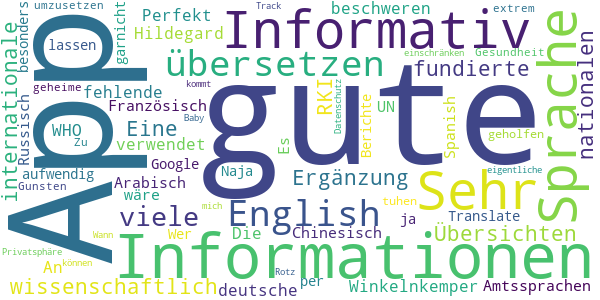 Track
extrem
umzusetzen
Perfekt
beschweren
Hildegard
Informativ
besonders
lassen
garnicht
internationale
App
einschränken
Gesundheit
übersetzen
fundierte
geheime
fehlende
kommt
Russisch
Französisch
RKI
Datenschutz
Berichte
UN
Spanish
Sprache
nationalen
WHO
Zu
Eine
verwendet
Baby
gute
Es
geholfen
aufwendig
Google
Naja
Ergänzung
eigentliche
Gunsten
Arabisch
wäre
Sehr
viele
mich
English
tuhen
ja
Translate
Wann
Wer
Die
Chinesisch
Übersichten
Privatsphäre
An
können
Informationen
wissenschaftlich
deutsche
Rotz
per
Winkelnkemper
Amtssprachen